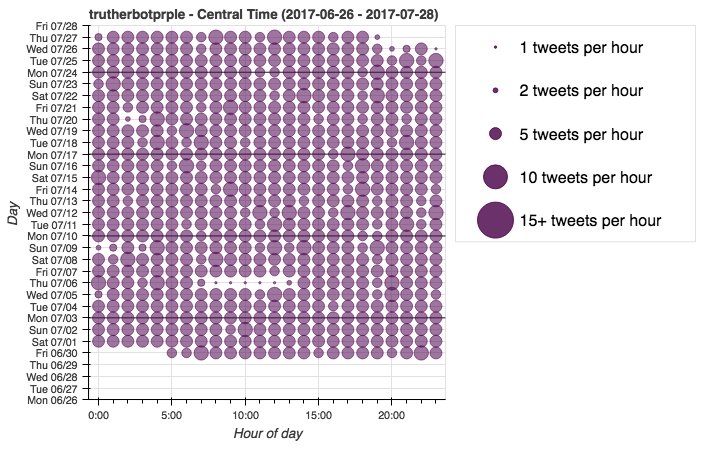 trutherbotprple - Central Time (2017-06-26 - 2017-07-28)
Fri 07/28
Thu 07/27
Wed 07/26
Tue 07/25
Mon 07/24
Sun 07/23
Sat 07/22
Fri 07/21
Thu 07/20
Wed 07/19
Tue 07/18
Mon 07/17
Sun 07/16
Sat 07/15
Fri 07/14
Thu 07/13
Wed 07/12
Tue 07/11
Mon 07/10
Sun 07/09
Sat 07/08
Fri 07/07
Thu 07/06
Wed 07/05
Tue 07/04
Mon 07/03
Sun 07/02
Sat 07/01
Fri 06/30
Thu 06/29
Wed 06/28
Tue 06/27
Mon 06/26
Day
0:00 5:00 10:00 15:00 20:00
Hour of day
1 tweets per hour
2 tweets per hour
5 tweets per hour
10 tweets per hour
15+ tweets per hour